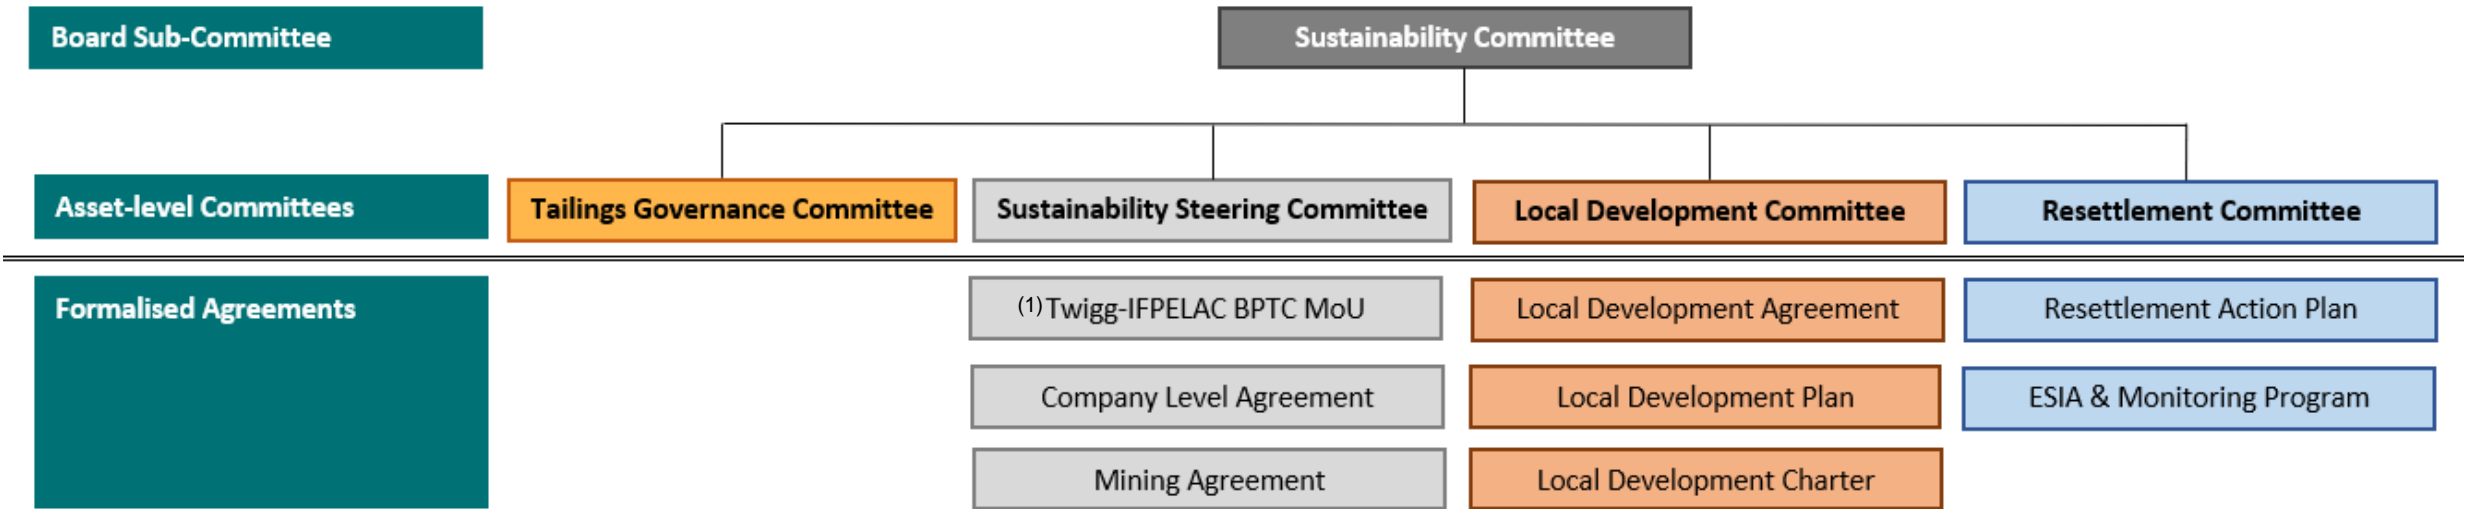 Board Sub-Committee
Sustainability Committee
Asset-level Committees
Tailings Governance Committee
Sustainability Steering Committee
Local Development Committee
Resettlement Committee
Formalised Agreements
(1) Twigg-IFPELAC BPTC MoU
Local Development Agreement
Resettlement Action Plan
Company Level Agreement
Local Development Plan
ESIA & Monitoring Program
Mining Agreement
Local Development Charter